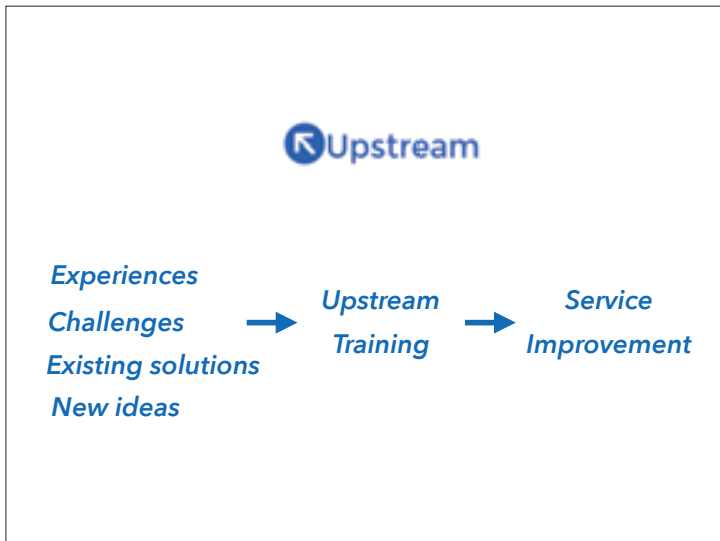 Upstream
Experiences
Challenges
Existing solutions
New ideas
Upstream
Training
Service
Improvement